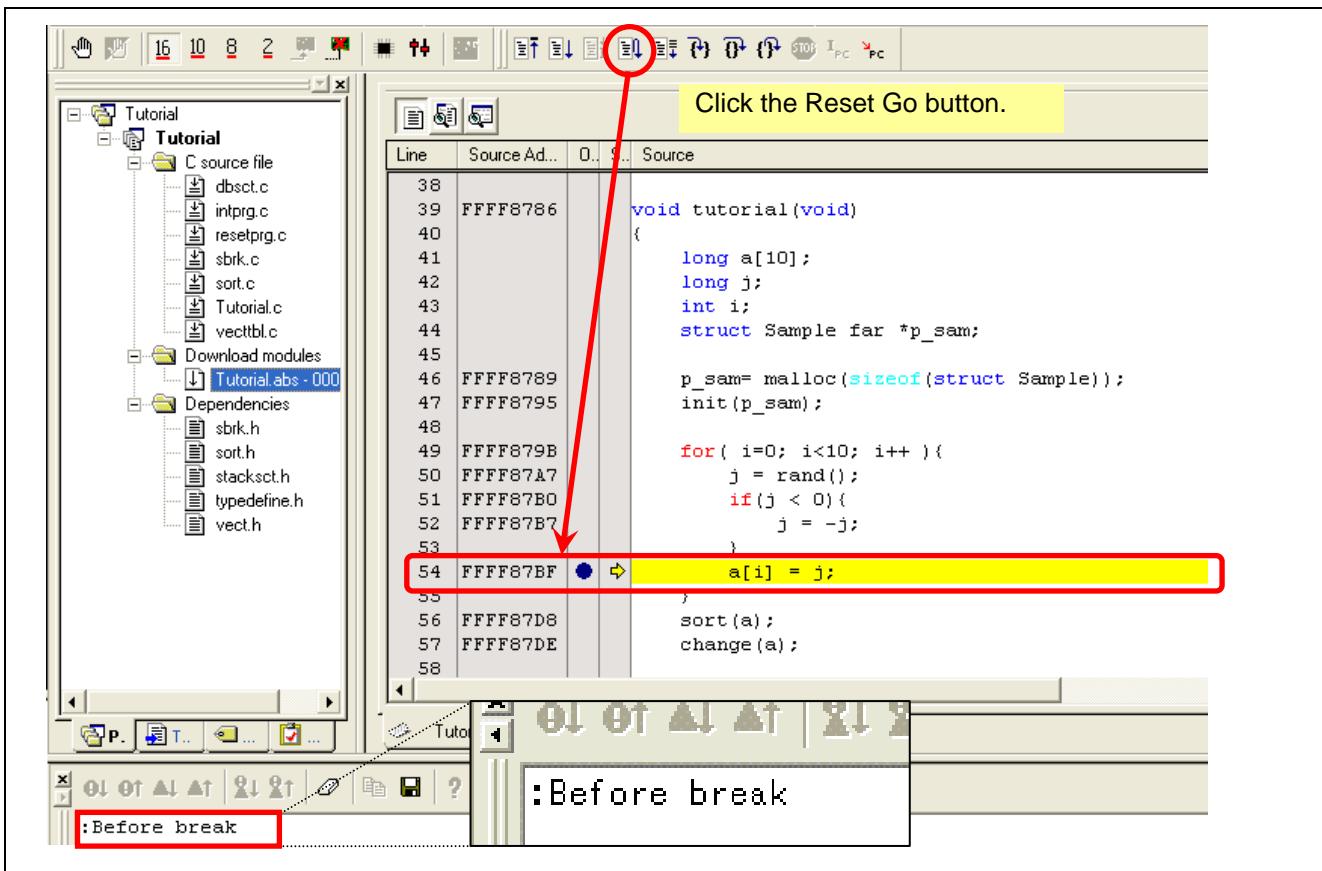 16 10 8 2 STOP I PC PC
Click the Reset Go button.
Tutorial
Tutorial
C source file
dbsct.c
intprg.c
resetprg.c
sbrk.c
sort.c
Tutorial.c
vecttbl.c
Download modules
Tutorial.abs - 000
Dependencies
sbrk.h
sort.h
stacksct.h
typedefine.h
vect.h
Line Source Ad... O.. S.. Source
38
39 FFFF8786 void tutorial(void)
40 {
41 long a[10];
42 long j;
43 int i;
44 struct Sample far *p_sam;
45
46 FFFF8789 p_sam= malloc(sizeof(struct Sample));
47 FFFF8795 init(p_sam);
48
49 FFFF879B for( i=0; i<10; i++ ){
50 FFFF87A7 j = rand();
51 FFFF87B0 if(j < 0){
52 FFFF87B7 j = -j;
53 }
54 FFFF87BF a[i] = j;
55 }
56 FFFF87D8 sort(a);
57 FFFF87DE change(a);
58
P.. T.. ... ...
Tuto
:Before break
:Before break